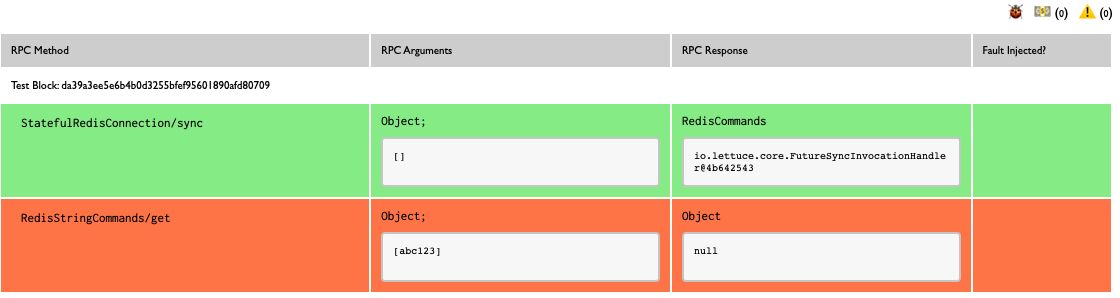 (0) (0)
RPC Method RPC Arguments RPC Response Fault Injected?
Test Block: da39a3ee5e6b4b0d3255bfef95601890afd80709
StatefulRedisConnection/sync Object; RedisCommands
[] io.lettuce.core.FutureSyncInvocationHandle
r@4b642543
RedisStringCommands/get Object; Object
[abc123] null